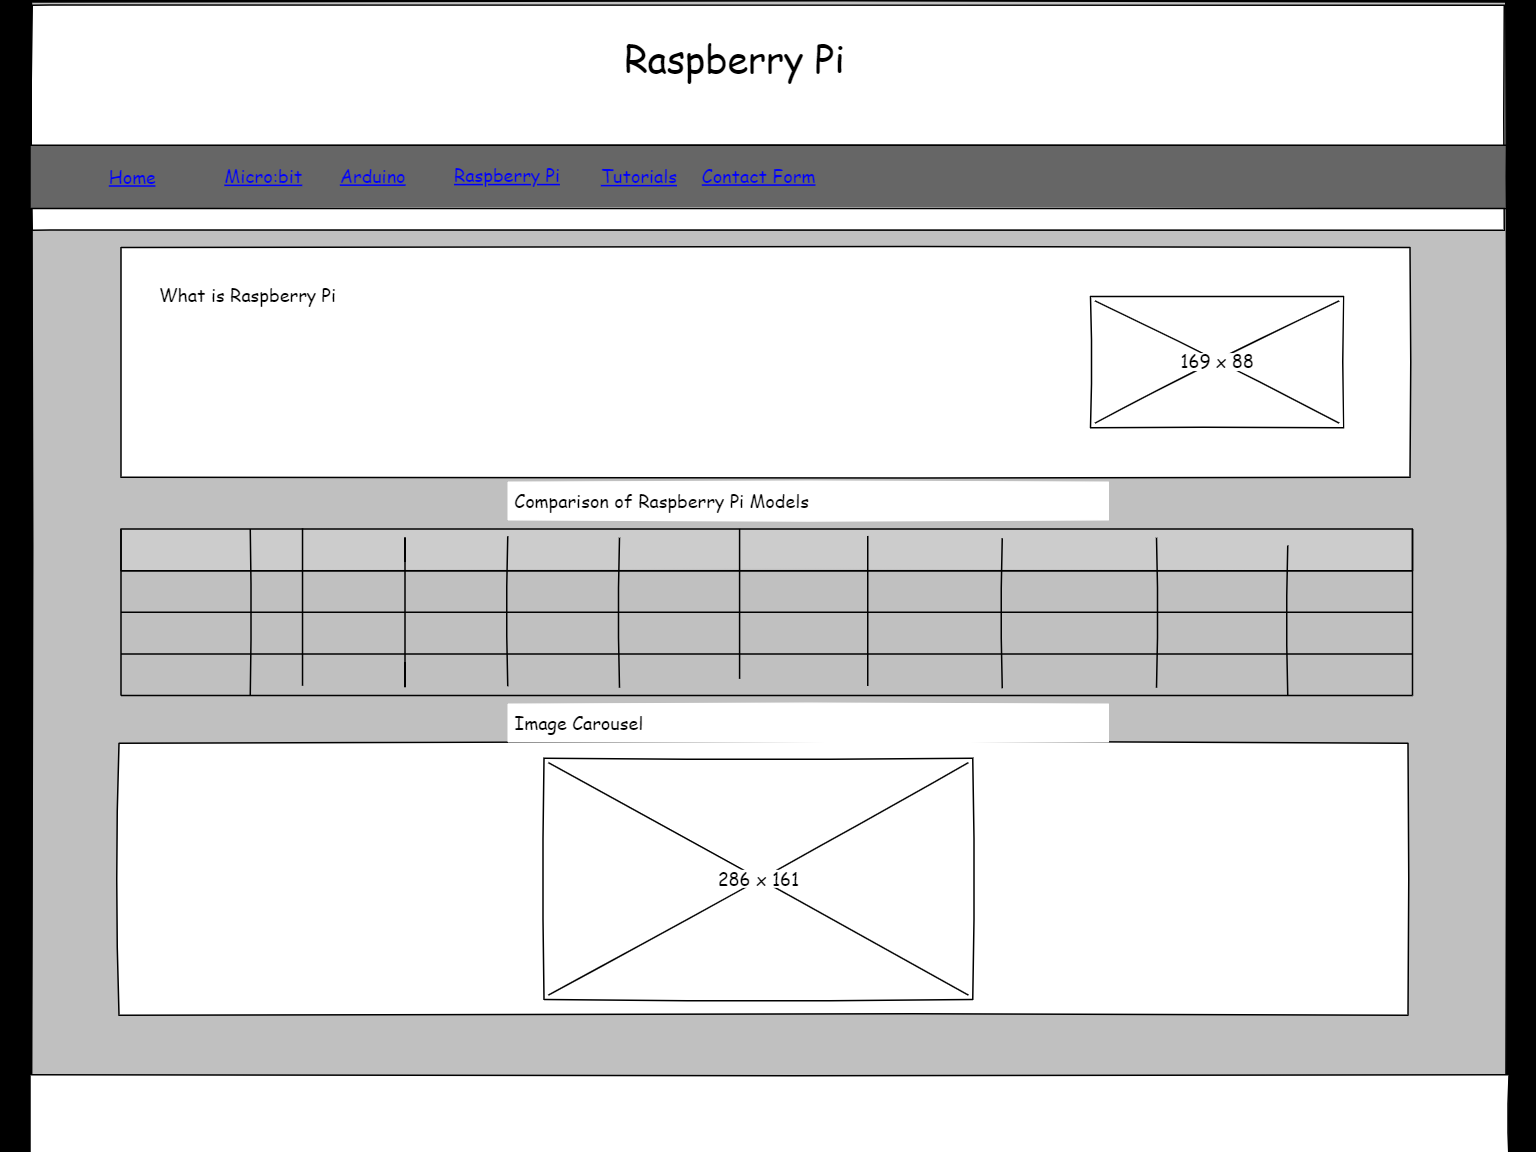 Raspberry Pi
Home Micro:bit Arduino Raspberry Pi Tutorials Contact Form
What is Raspberry Pi
169 x 88
Comparison of Raspberry Pi Models
Image Carousel
286 x 161